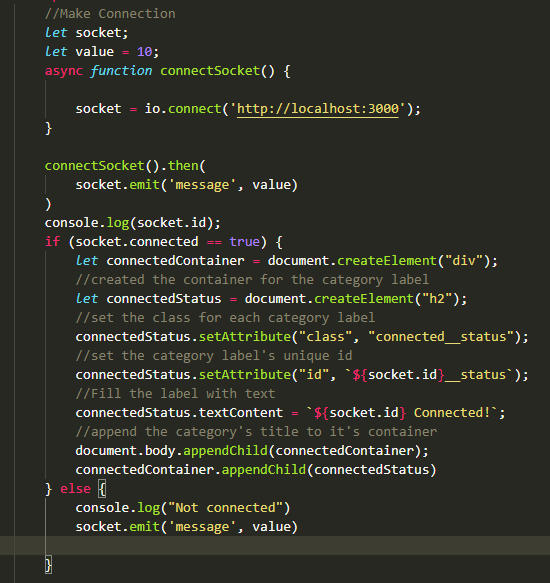 //Make Connection
let socket;
let value = 10;
async function connectSocket() {
socket = io.connect('http://localhost:3000');
}
connectSocket().then(
socket.emit('message', value)
)
console.log(socket.id);
if (socket.connected == true) {
let connectedContainer = document.createElement("div");
//created the container for the category label
let connectedStatus = document.createElement("h2");
//set the class for each category label
connectedStatus.setAttribute("class", "connected__status");
//set the category label's unique id
connectedStatus.setAttribute("id", `${socket.id}__status`);
//Fill the label with text
connectedStatus.textContent = `${socket.id} Connected!`;
//append the category's title to it's container
document.body.appendChild(connectedContainer);
connectedContainer.appendChild(connectedStatus)
} else {
console.log("Not connected")
socket.emit('message', value)
}